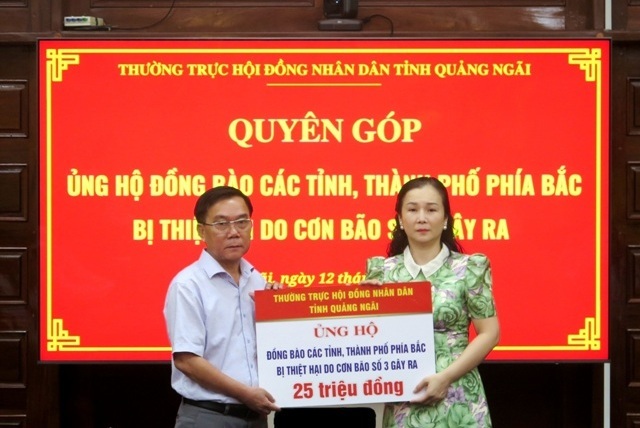 THƯỜNG TRỰC HỘI ĐỒNG NHÂN DÂN TỈNH QUẢNG NGÃI
QUYÊN GÓP
ỦNG HỘ ĐỒNG BÀO CÁC TỈNH, THÀNH PHỐ PHÍA BẮC
BỊ THIỆT HẠI DO CƠN BÃO SỐ 3 GÂY RA
ngày 12
THƯỜNG TRỰC HỘI ĐỒNG NHÂN DÂN
TỈNH QUẢNG NGÃI
ỦNG HỘ
ĐỒNG BÀO CÁC TỈNH, THÀNH PHỐ PHÍA BẮC
BỊ THIỆT HẠI DO CƠN BÃO SỐ 3 GÂY RA
25 triệu đồng